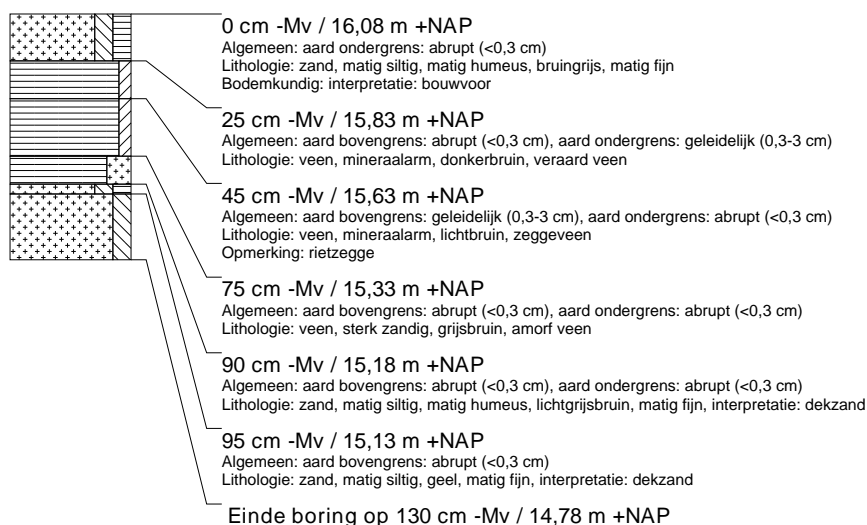 0 cm -Mv / 16,08 m +NAP
Algemeen: aard ondergrens: abrupt (<0,3 cm)
Lithologie: zand, matig siltig, matig humeus, bruingrijs, matig fijn
Bodemkundig: interpretatie: bouwvoor
25 cm -Mv / 15,83 m +NAP
Algemeen: aard bovengrens: abrupt (<0,3 cm), aard ondergrens: geleidelijk (0,3-3 cm)
Lithologie: veen, mineraalarm, donkerbruin, veraard veen
45 cm -Mv / 15,63 m +NAP
Algemeen: aard bovengrens: geleidelijk (0,3-3 cm), aard ondergrens: abrupt (<0,3 cm)
Lithologie: veen, mineraalarm, lichtbruin, zeggeveen
Opmerking: rietzegge
75 cm -Mv / 15,33 m +NAP
Algemeen: aard bovengrens: abrupt (<0,3 cm), aard ondergrens: abrupt (<0,3 cm)
Lithologie: veen, sterk zandig, grijsbruin, amorf veen
90 cm -Mv / 15,18 m +NAP
Algemeen: aard bovengrens: abrupt (<0,3 cm), aard ondergrens: abrupt (<0,3 cm)
Lithologie: zand, matig siltig, matig humeus, lichtgrijsbruin, matig fijn, interpretatie: dekzand
95 cm -Mv / 15,13 m +NAP
Algemeen: aard bovengrens: abrupt (<0,3 cm)
Lithologie: zand, matig siltig, geel, matig fijn, interpretatie: dekzand
Einde boring op 130 cm -Mv / 14,78 m +NAP